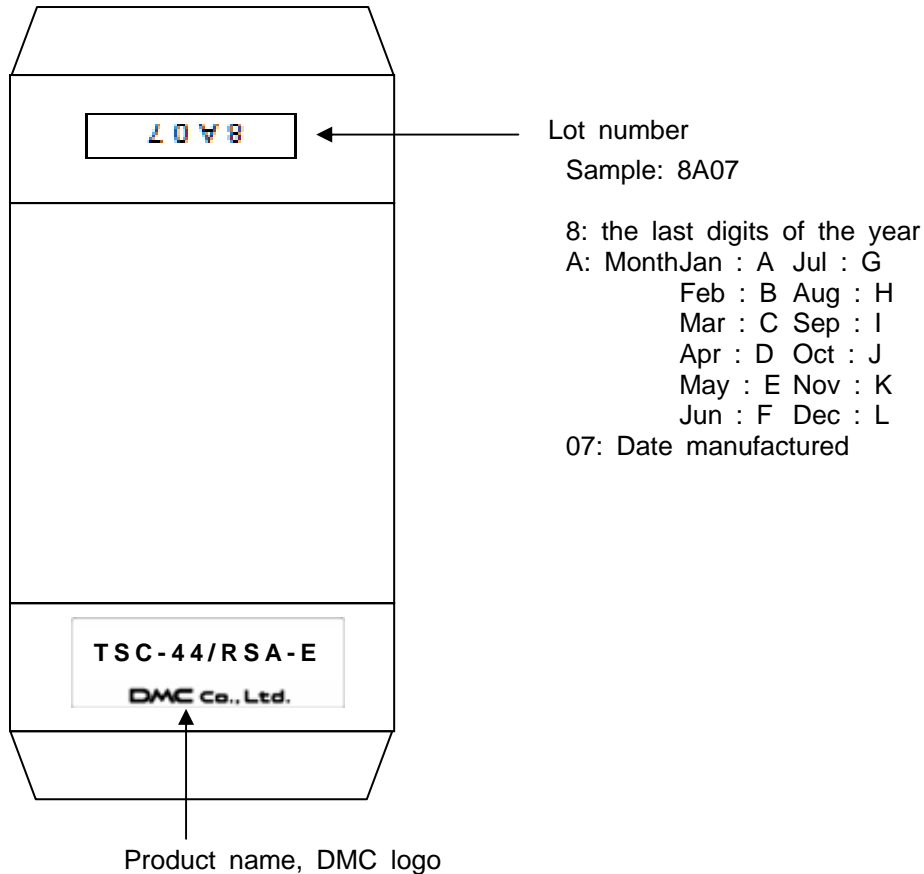 8A07
Lot number
Sample: 8A07
8: the last digits of the year
A: MonthJan : A Jul : G
Feb : B Aug : H
Mar : C Sep : I
Apr : D Oct : J
May : E Nov : K
Jun : F Dec : L
07: Date manufactured
TSC-44/RSA-E
DMC Co., Ltd.
Product name, DMC logo